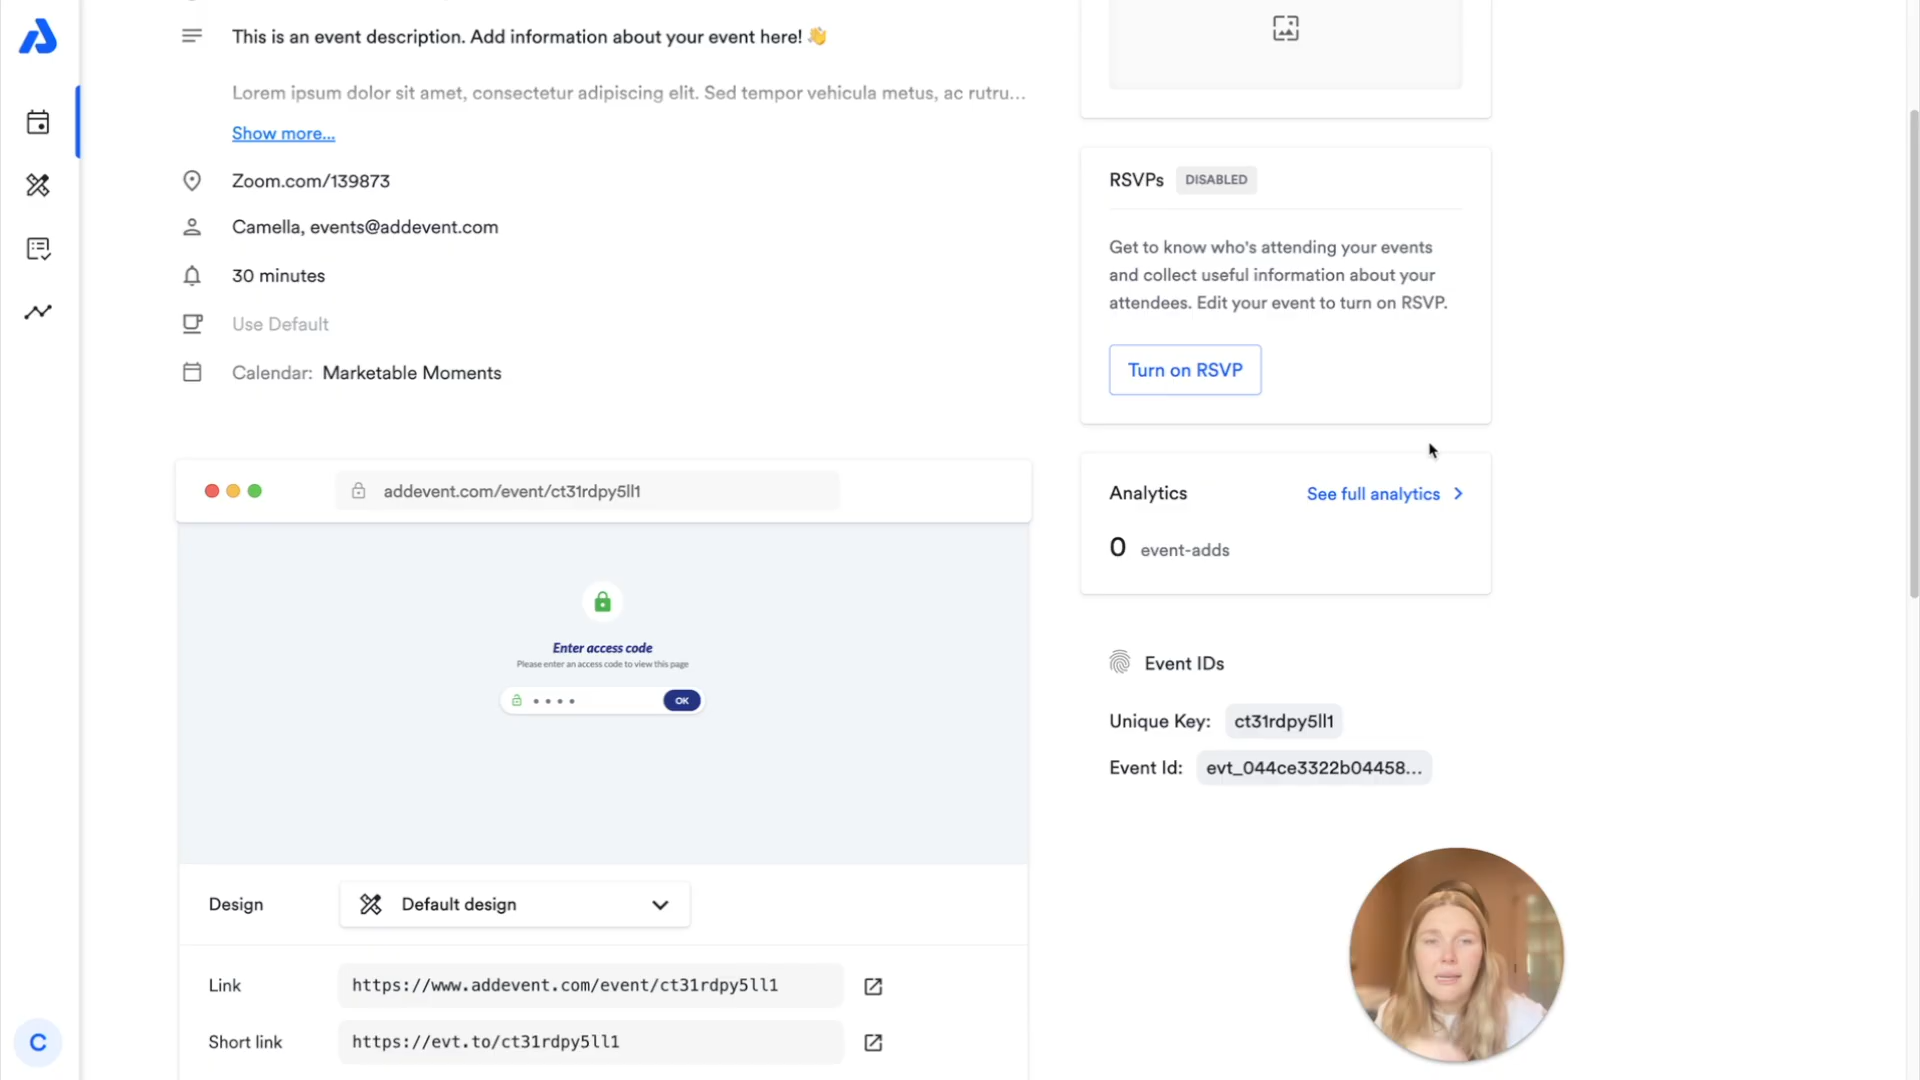 This is an event description. Add information about your event here! 👋
Lorem ipsum dolor sit amet, consectetur adipiscing elit. Sed tempor vehicula metus, ac rutru...
Show more...
Zoom.com/139873
Camella, events@addevent.com
30 minutes
Use Default
Calendar: Marketable Moments
addevent.com/event/ct31rdpy5ll1
Enter access code
Please enter an access code to view this page
OK
Design
Default design
Link
https://www.addevent.com/event/ct31rdpy5ll1
Short link
https://evt.to/ct31rdpy5ll1
RSVPs DISABLED
Get to know who's attending your events
and collect useful information about your
attendees. Edit your event to turn on RSVP.
Turn on RSVP
Analytics
See full analytics
0 event-adds
Event IDs
Unique Key: ct31rdpy5ll1
Event Id: evt_044ce3322b04458...
C